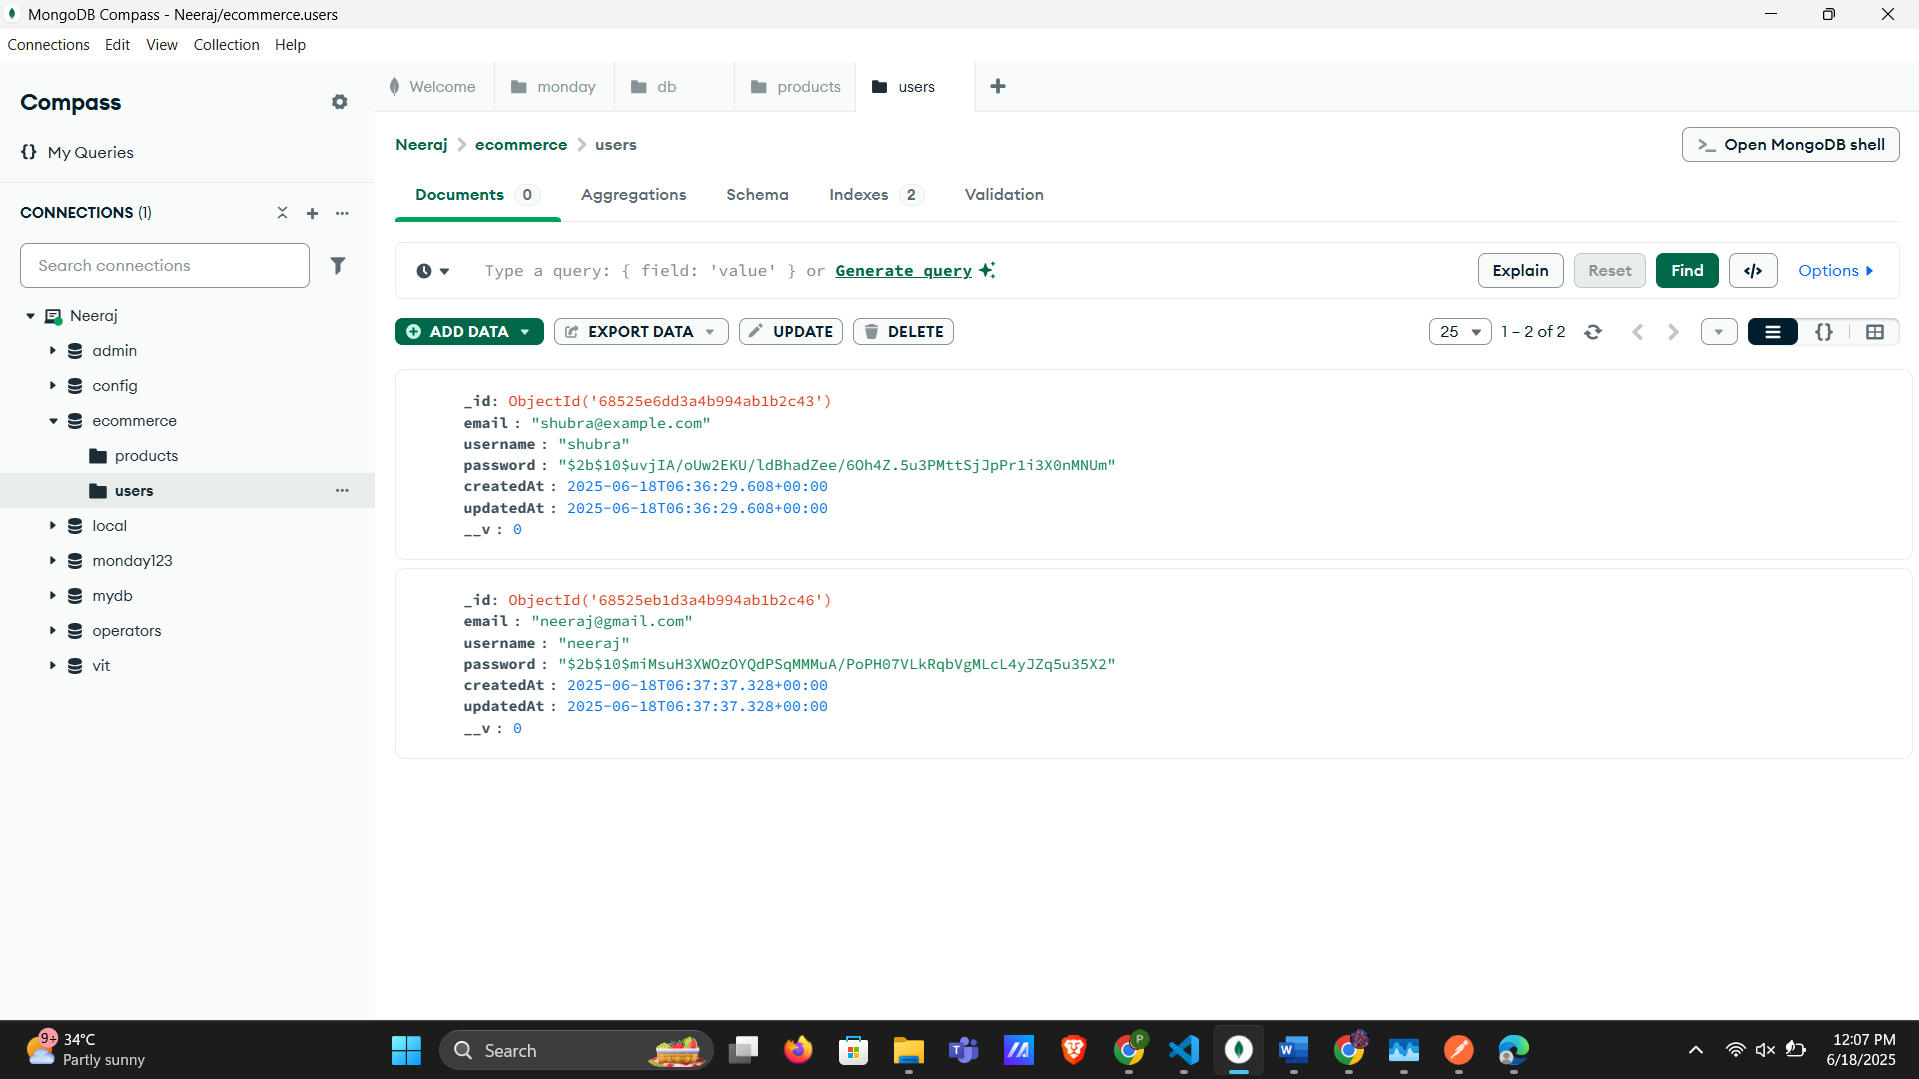 MongoDB Compass - Neeraj/ecommerce.users
Connections Edit View Collection Help
Compass
My Queries
CONNECTIONS (1)
Search connections
Neeraj
admin
config
ecommerce
products
users
local
monday123
mydb
operators
vit
Welcome monday db products users
Neeraj > ecommerce > users
>_ Open MongoDB shell
Documents 0 Aggregations Schema Indexes 2 Validation
Type a query: { field: 'value' } or Generate query
Explain Reset Find </> Options
ADD DATA EXPORT DATA UPDATE DELETE
25 1 – 2 of 2 {}
_id: ObjectId('68525e6dd3a4b994ab1b2c43')
email : "shubra@example.com"
username : "shubra"
password : "$2b$10$uvjIA/oUw2EKU/ldBhadZee/6Oh4Z.5u3PMttSjJpPr1i3X0nMNUm"
createdAt : 2025-06-18T06:36:29.608+00:00
updatedAt : 2025-06-18T06:36:29.608+00:00
__v : 0
_id: ObjectId('68525eb1d3a4b994ab1b2c46')
email : "neeraj@gmail.com"
username : "neeraj"
password : "$2b$10$miMsuH3XWOzOYQdPSqMMMuA/PoPH07VLkRqbVgMLcL4yJZq5u35X2"
createdAt : 2025-06-18T06:37:37.328+00:00
updatedAt : 2025-06-18T06:37:37.328+00:00
__v : 0
9+ 34°C
Partly sunny
Search
P
12:07 PM
6/18/2025